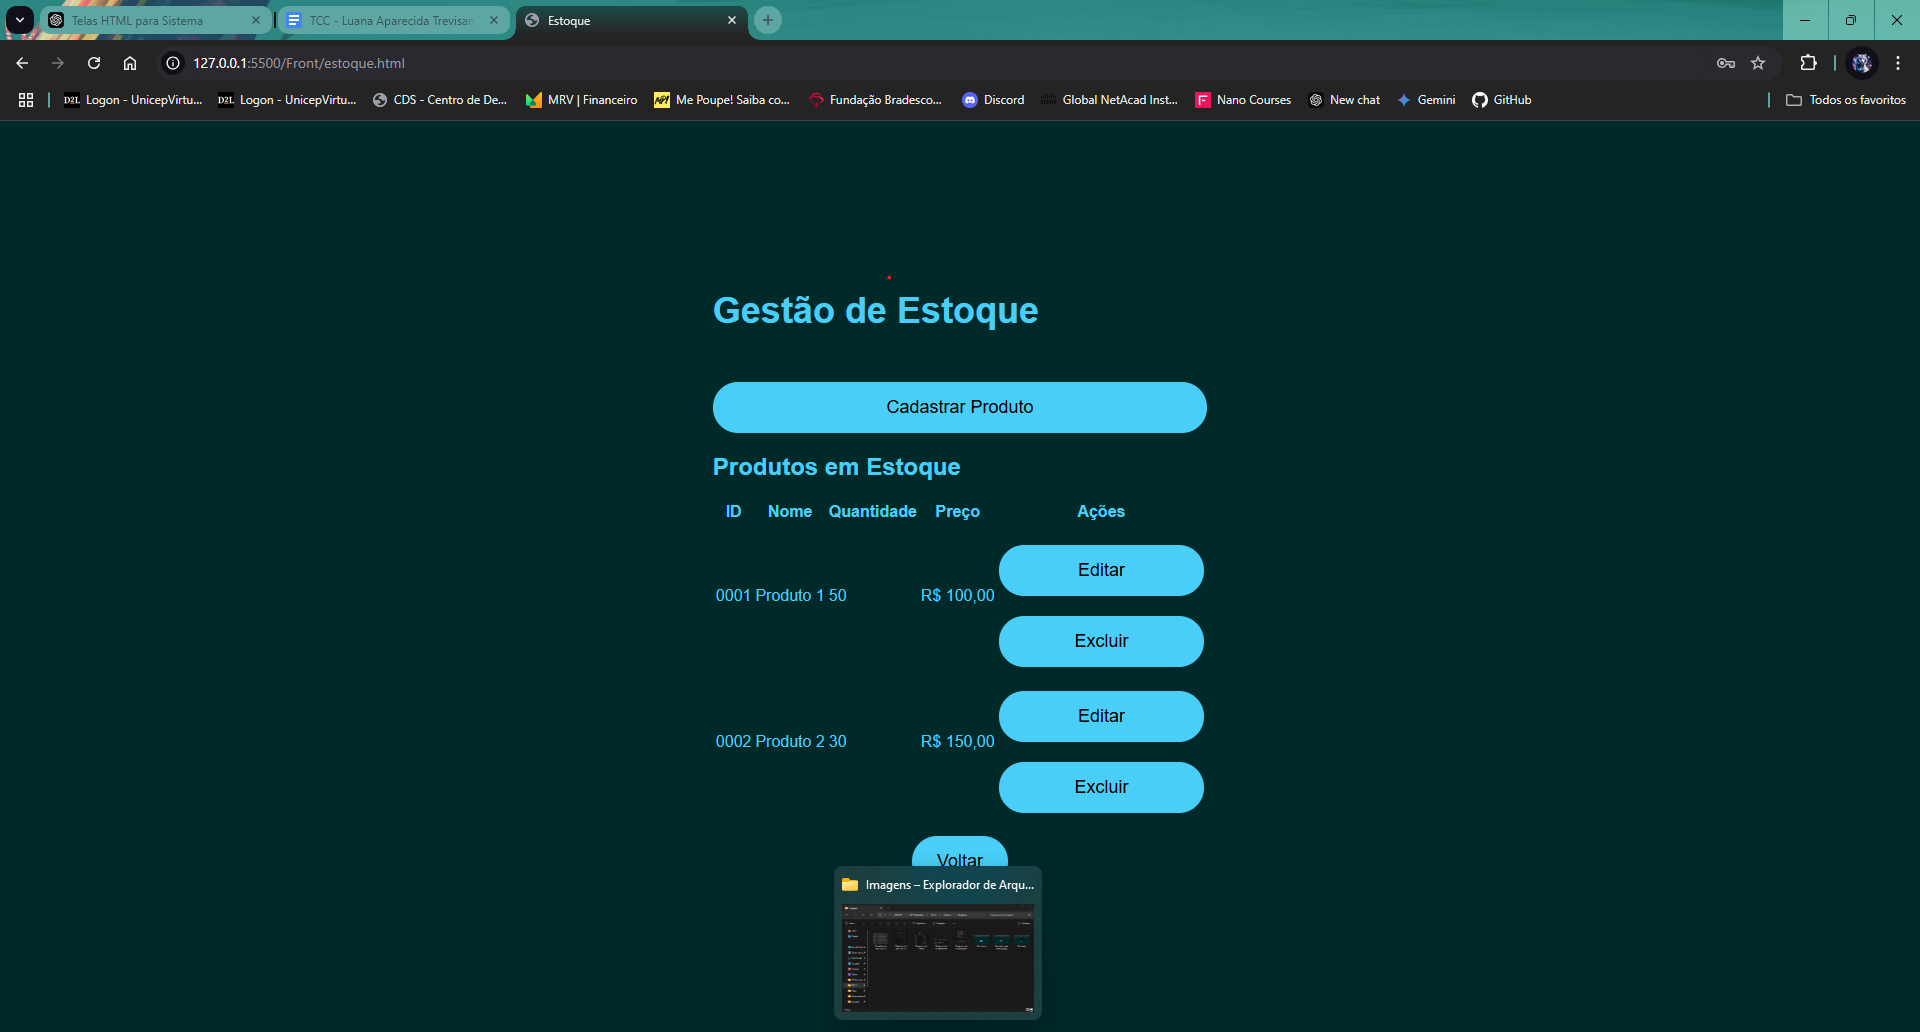 Telas HTML para Sistema
TCC - Luana Aparecida Trevisan
Estoque
127.0.0.1:5500/Front/estoque.html
Logon - UnicepVirtu...
Logon - UnicepVirtu...
CDS - Centro de De...
MRV | Financeiro
Me Poupe! Saiba co...
Fundação Bradesco...
Discord
Global NetAcad Inst...
Nano Courses
New chat
Gemini
GitHub
Todos os favoritos
Gestão de Estoque
Cadastrar Produto
Produtos em Estoque
ID Nome Quantidade Preço Ações
Editar
0001 Produto 1 50 R$ 100,00
Excluir
Editar
0002 Produto 2 30 R$ 150,00
Excluir
Voltar
Imagens – Explorador de Arqu...